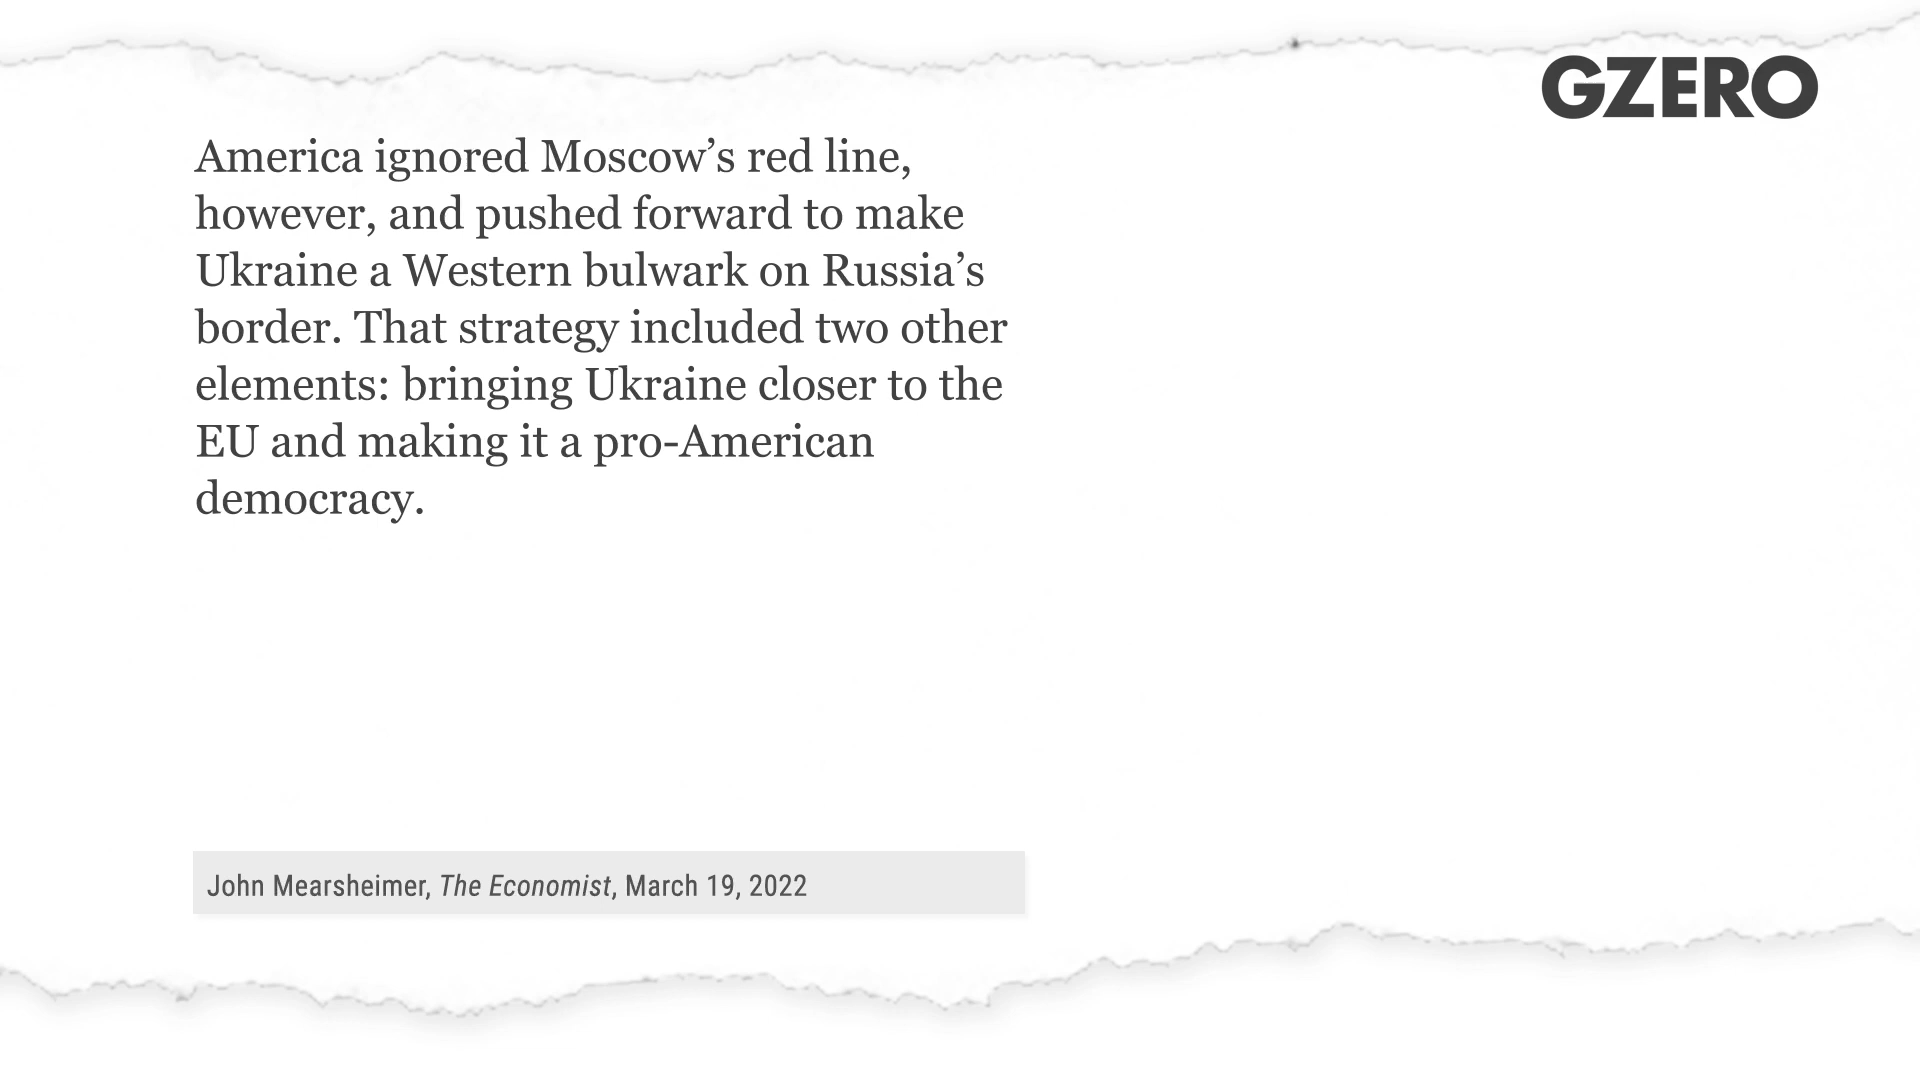 GZERO
America ignored Moscow’s red line,
however, and pushed forward to make
Ukraine a Western bulwark on Russia’s
border. That strategy included two other
elements: bringing Ukraine closer to the
EU and making it a pro-American
democracy.
John Mearsheimer, The Economist, March 19, 2022